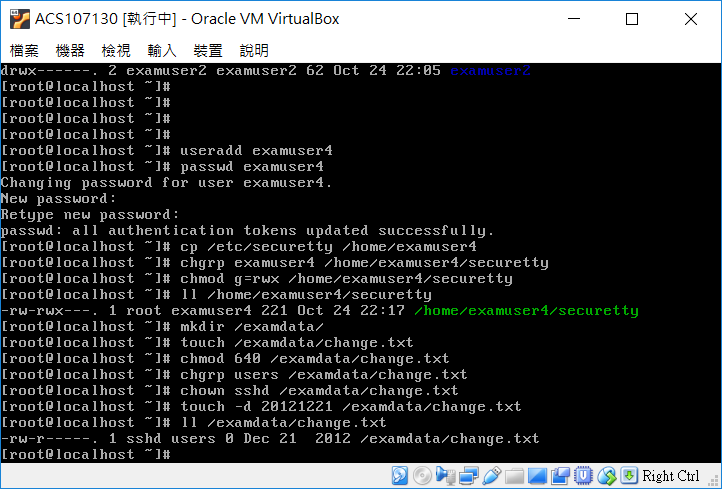 ACS107130 [執行中] - Oracle VM VirtualBox
檔案 機器 檢視 輸入 裝置 說明
drwx------. 2 examuser2 examuser2 62 Oct 24 22:05 examuser2
[root@localhost ~]#
[root@localhost ~]#
[root@localhost ~]#
[root@localhost ~]#
[root@localhost ~]# useradd examuser4
[root@localhost ~]# passwd examuser4
Changing password for user examuser4.
New password:
Retype new password:
passwd: all authentication tokens updated successfully.
[root@localhost ~]# cp /etc/securetty /home/examuser4
[root@localhost ~]# chgrp examuser4 /home/examuser4/securetty
[root@localhost ~]# chmod g=rwx /home/examuser4/securetty
[root@localhost ~]# ll /home/examuser4/securetty
-rw-rwx---. 1 root examuser4 221 Oct 24 22:17 /home/examuser4/securetty
[root@localhost ~]# mkdir /examdata/
[root@localhost ~]# touch /examdata/change.txt
[root@localhost ~]# chmod 640 /examdata/change.txt
[root@localhost ~]# chgrp users /examdata/change.txt
[root@localhost ~]# chown sshd /examdata/change.txt
[root@localhost ~]# touch -d 20121221 /examdata/change.txt
[root@localhost ~]# ll /examdata/change.txt
-rw-r-----. 1 sshd users 0 Dec 21  2012 /examdata/change.txt
[root@localhost ~]#
Right Ctrl